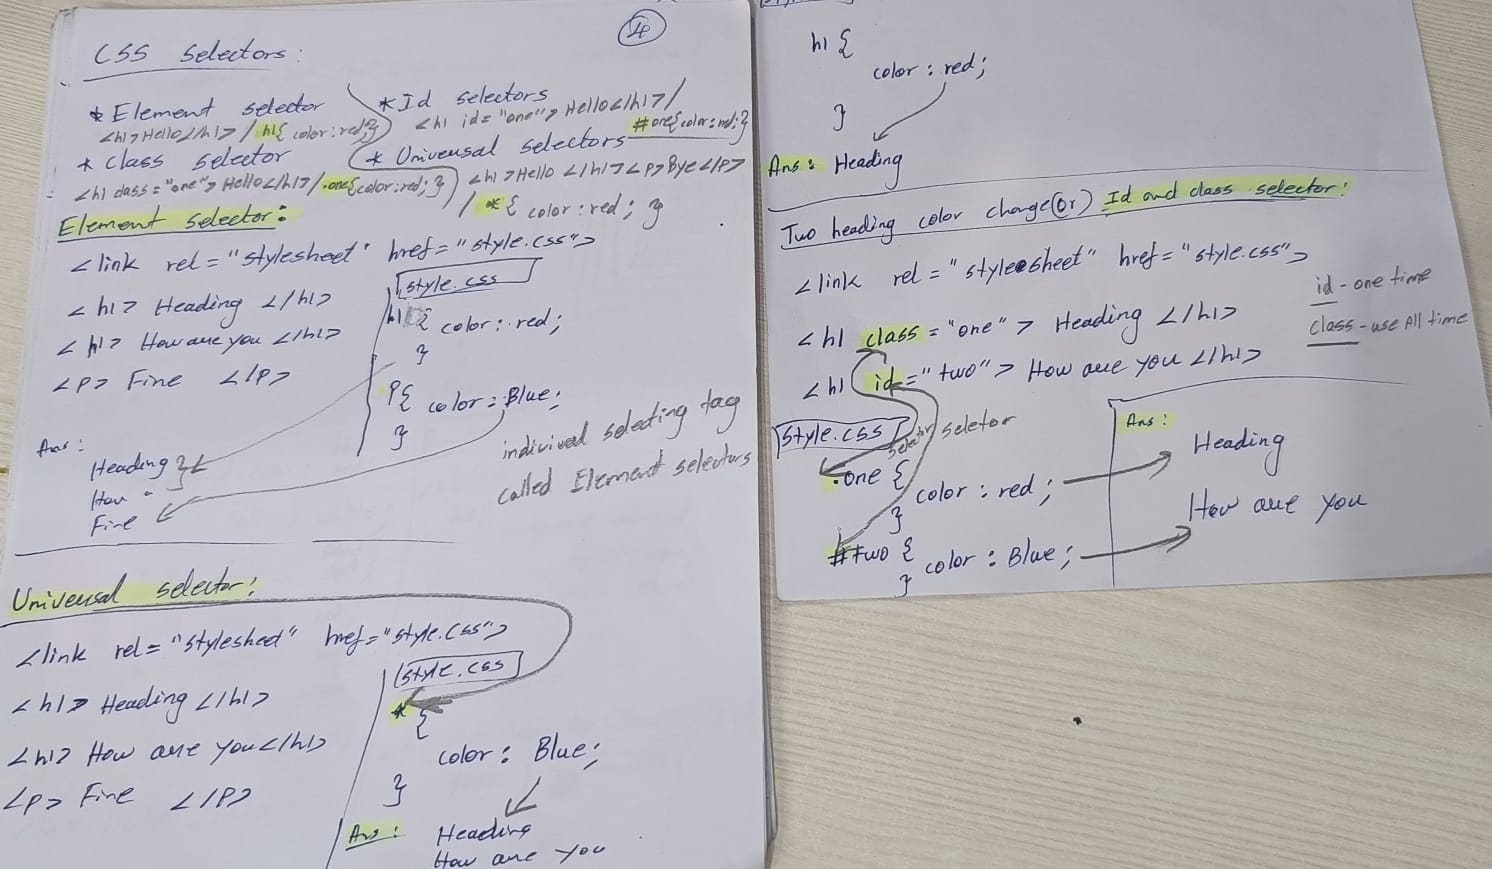 4
CSS Selectors:
* Element selector
<h1>Hello</h1> / h1{ color:red;}
* Class selector
<h1 class="one"> Hello</h1>/.one{color:red;}
* Id selectors
<h1 id="one"> Hello</h1>/
#one{color:red;}
* Universal selectors
<h1>Hello </h1><p>Bye</p>
/ *{ color:red; }
Element selector:
<link rel="stylesheet" href="style.css">
<h1> Heading </h1>
<h1> How are you </h1>
<p> Fine </p>
style.css
h1{ color: red;
}
P{ color: Blue;
}
Ans:
Heading }
How
Fine
selecting tag
called Element selectors
Universal selector:
<link rel="stylesheet" href="style.css">
<h1> Heading </h1>
<h1> How are you</h1>
<p> Fine </p>
style.css
*
{
color: Blue;
}
Ans: Heading
How are you
h1 {
color: red;
}
Ans: Heading
Two heading color change (or) Id and class selector:
<link rel="stylesheet" href="style.css">
<h1 class="one"> Heading </h1>
<h1 id="two"> How are you </h1>
id - one time
class - use All time
style.css
seletor
.one {
color: red;
}
#two {
color: Blue;
}
Ans:
Heading
How are you